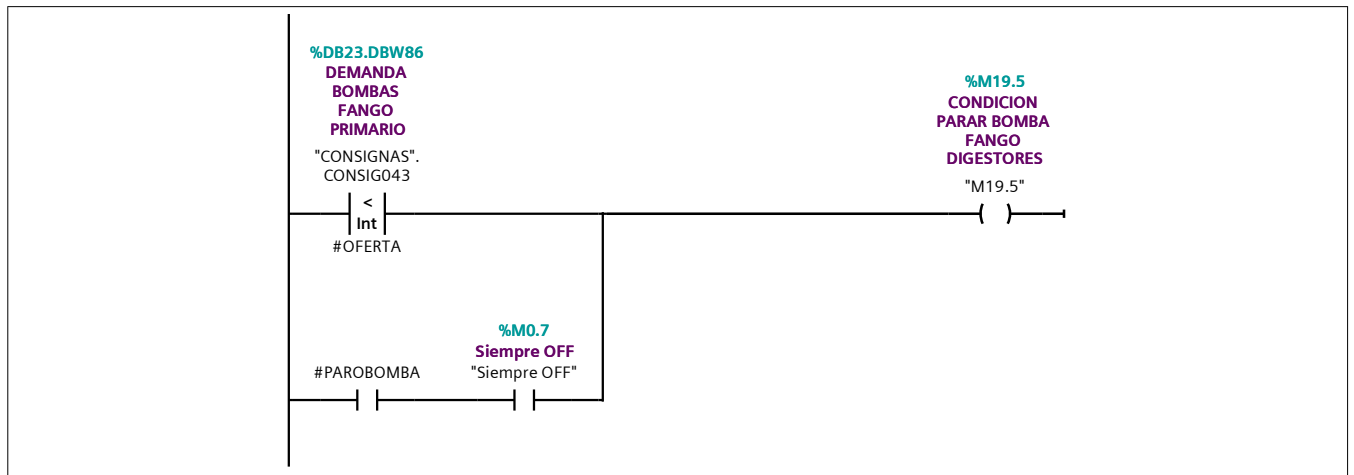 %DB23.DBW86
DEMANDA
BOMBAS
FANGO
PRIMARIO
"CONSIGNAS".
CONSIG043
<
Int
#OFERTA
%M19.5
CONDICION
PARAR BOMBA
FANGO
DIGESTORES
"M19.5"
#PAROBOMBA
%M0.7
Siempre OFF
"Siempre OFF"